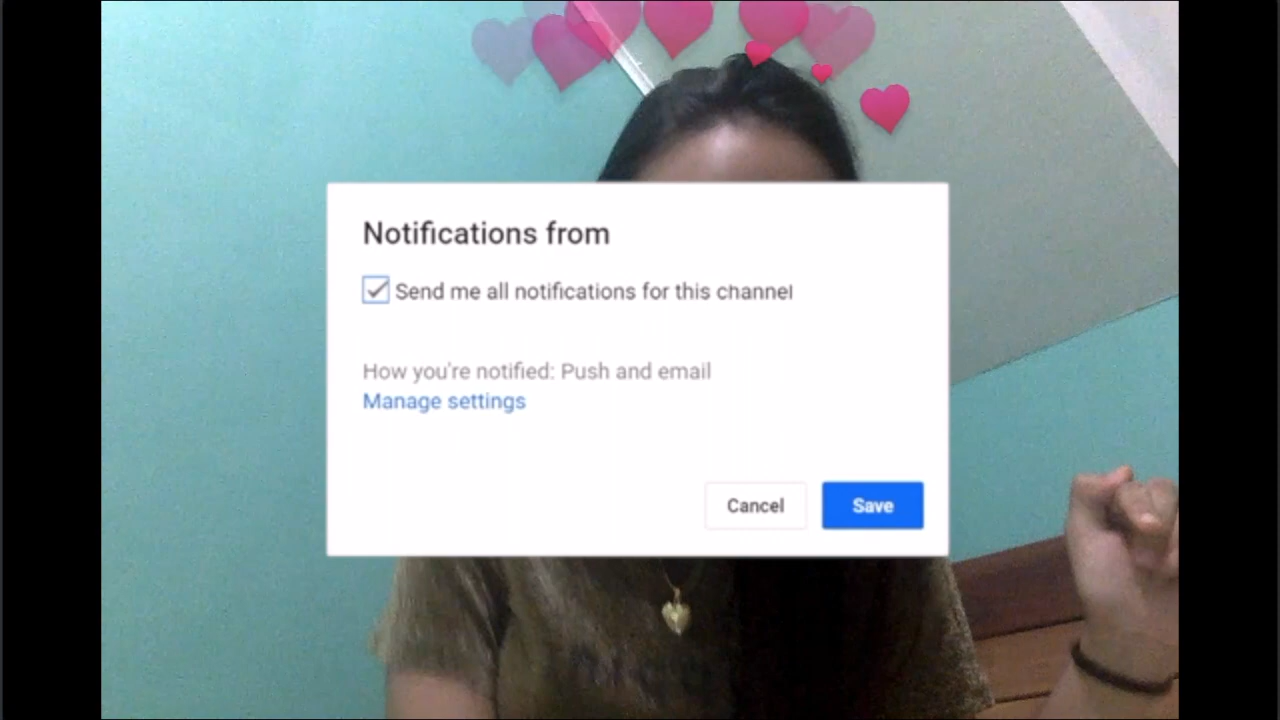 Notifications from
Send me all notifications for this channel
How you're notified: Push and email
Manage settings
Cancel
Save